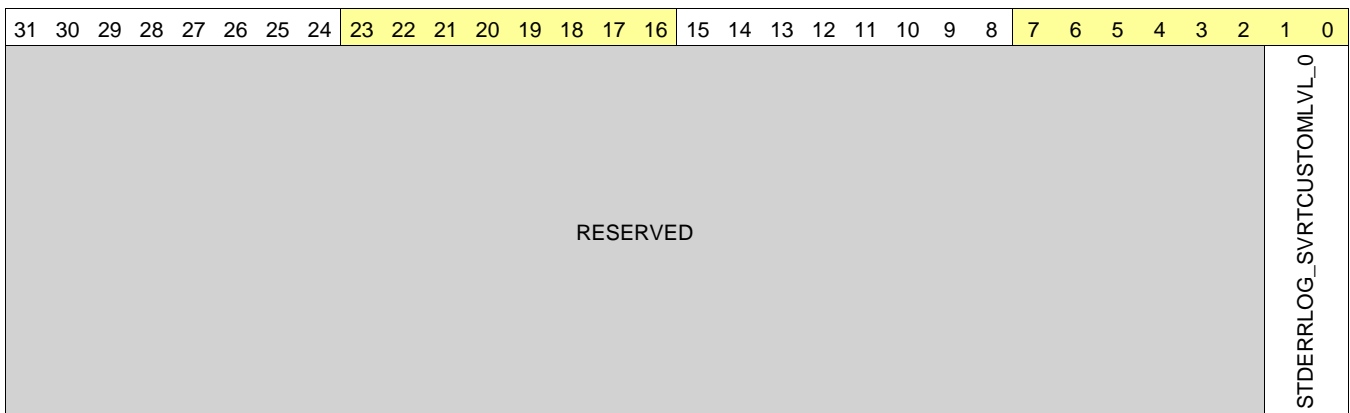 31 30 29 28 27 26 25 24 23 22 21 20 19 18 17 16 15 14 13 12 11 10 9 8 7 6 5 4 3 2 1 0
RESERVED
STDERRLOG_SVRTCUSTOMLVL_0